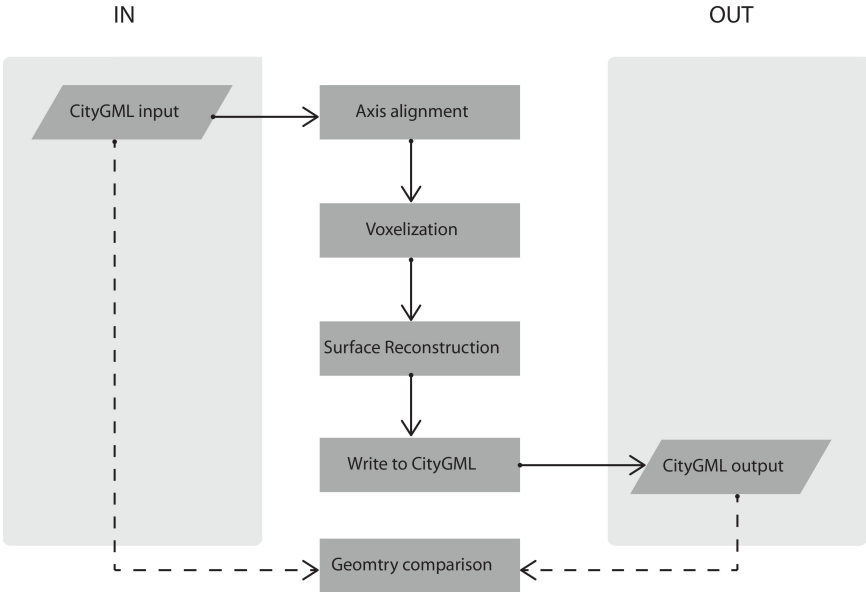 IN
OUT
CityGML input
Axis alignment
Voxelization
Surface Reconstruction
Write to CityGML
CityGML output
Geomtry comparison